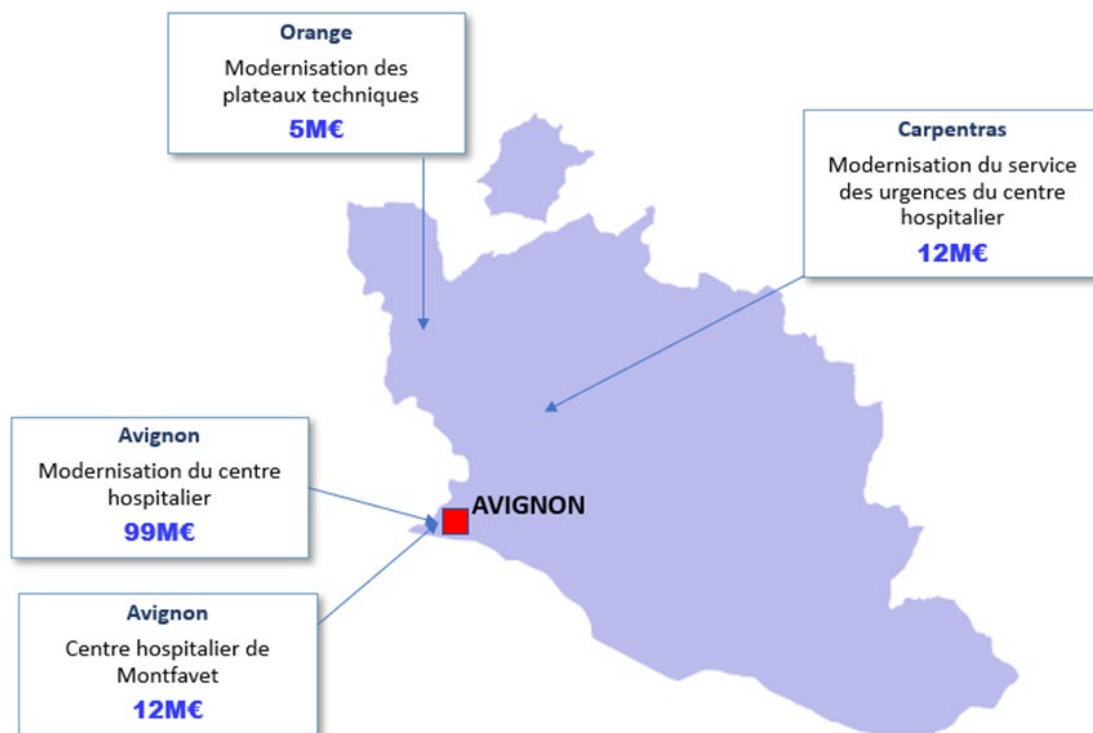 Orange
Modernisation des
plateaux techniques
5M€
Carpentras
Modernisation du service
des urgences du centre
hospitalier
12M€
Avignon
Modernisation du centre
hospitalier
99M€
AVIGNON
Avignon
Centre hospitalier de
Montfavet
12M€